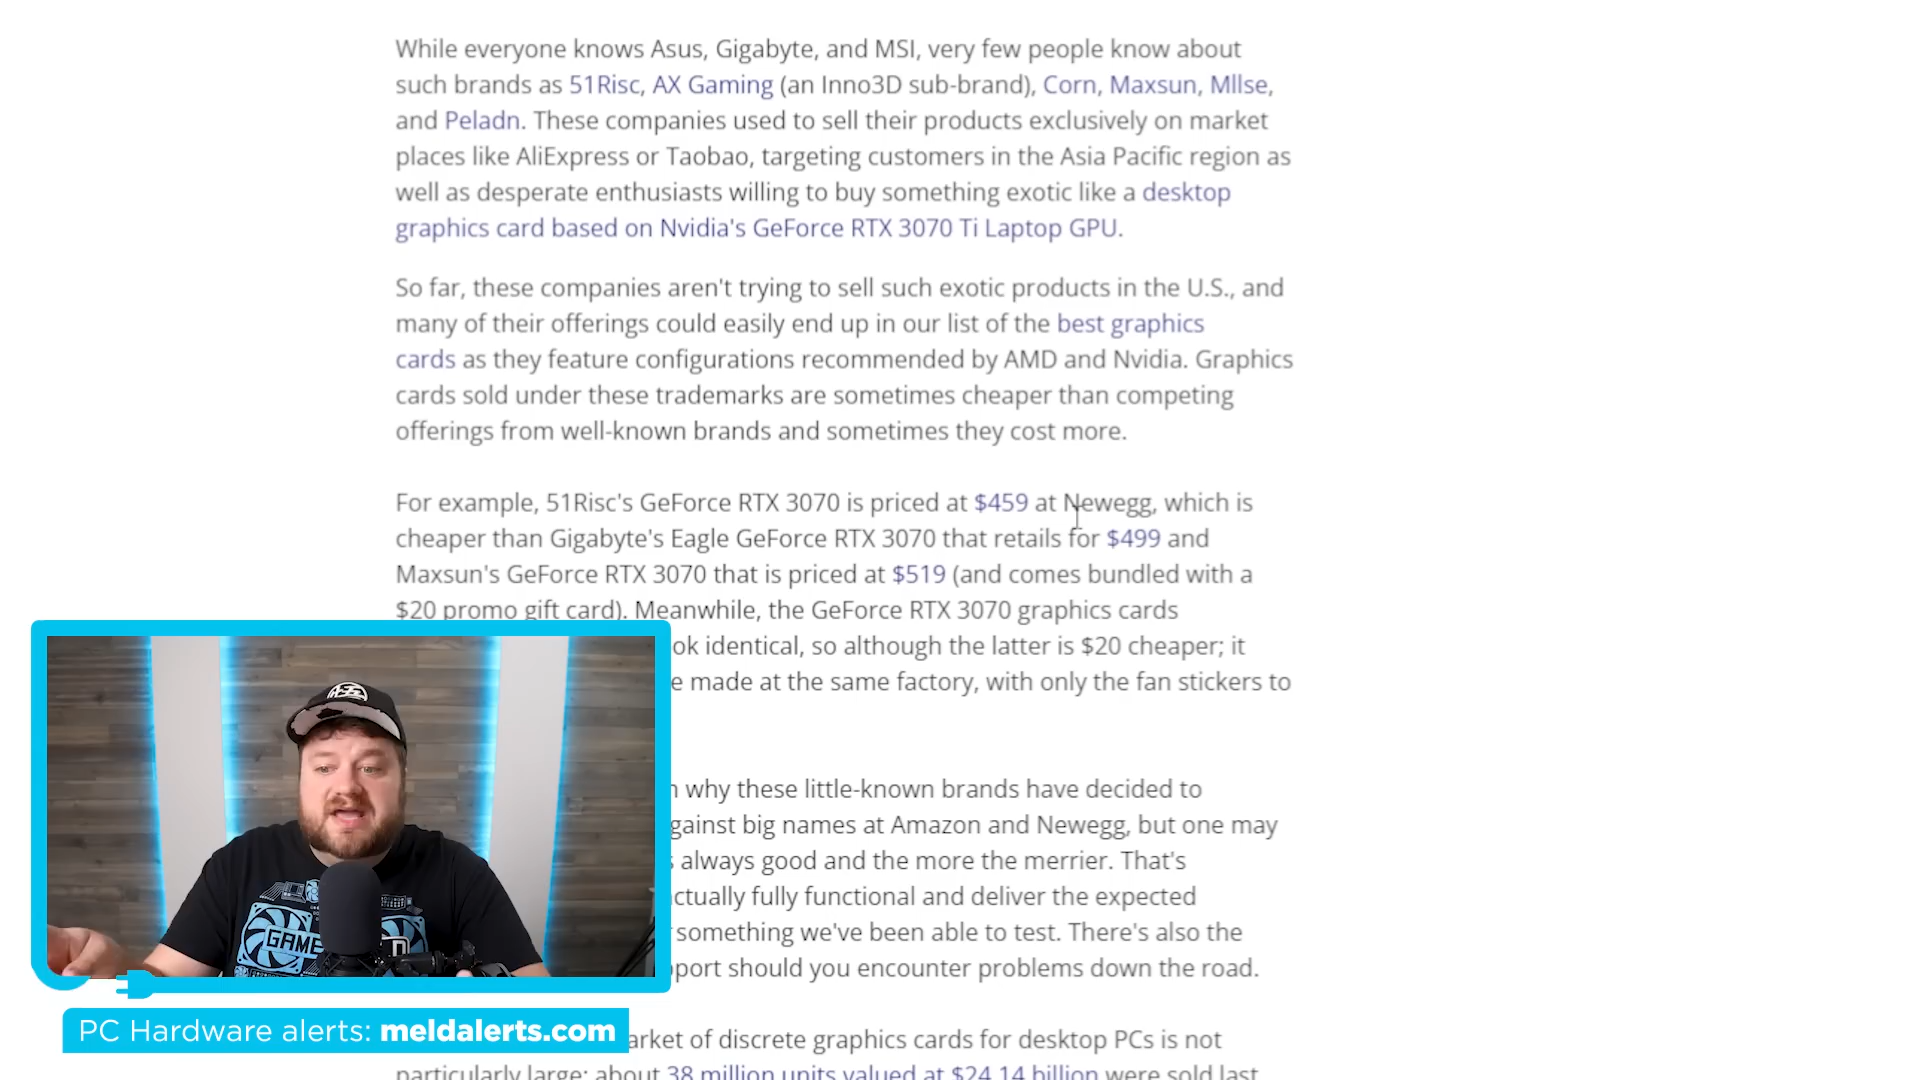 While everyone knows Asus, Gigabyte, and MSI, very few people know about
such brands as 51Risc, AX Gaming (an Inno3D sub-brand), Corn, Maxsun, Mllse,
and Peladn. These companies used to sell their products exclusively on market
places like AliExpress or Taobao, targeting customers in the Asia Pacific region as
well as desperate enthusiasts willing to buy something exotic like a desktop
graphics card based on Nvidia's GeForce RTX 3070 Ti Laptop GPU.
So far, these companies aren't trying to sell such exotic products in the U.S., and
many of their offerings could easily end up in our list of the best graphics
cards as they feature configurations recommended by AMD and Nvidia. Graphics
cards sold under these trademarks are sometimes cheaper than competing
offerings from well-known brands and sometimes they cost more.
For example, 51Risc's GeForce RTX 3070 is priced at $459 at Newegg, which is
cheaper than Gigabyte's Eagle GeForce RTX 3070 that retails for $499 and
Maxsun's GeForce RTX 3070 that is priced at $519 (and comes bundled with a
$20 promo gift card). Meanwhile, the GeForce RTX 3070 graphics cards
ok identical, so although the latter is $20 cheaper; it
e made at the same factory, with only the fan stickers to
why these little-known brands have decided to
gainst big names at Amazon and Newegg, but one may
always good and the more the merrier. That's
ctually fully functional and deliver the expected
something we've been able to test. There's also the
pport should you encounter problems down the road.
arket of discrete graphics cards for desktop PCs is not
particularly large; about 38 million units valued at $24.14 billion were sold last
GAME
PC Hardware alerts: meldalerts.com